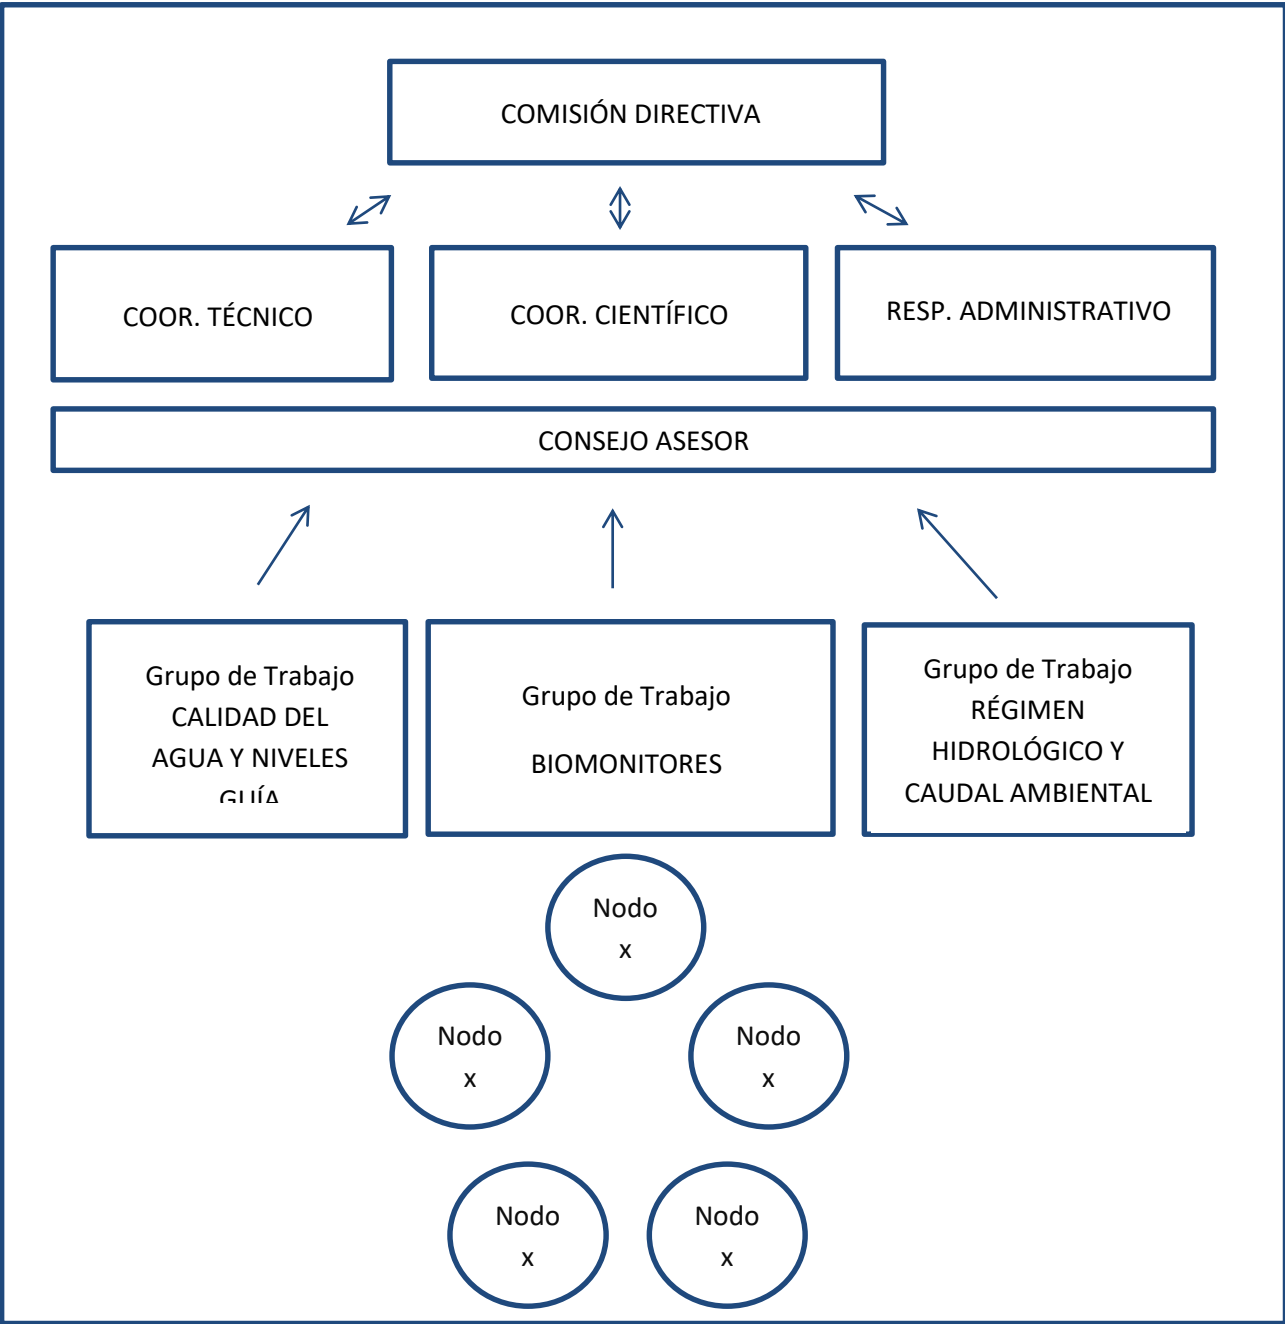 COMISIÓN DIRECTIVA
COOR. TÉCNICO
COOR. CIENTÍFICO
RESP. ADMINISTRATIVO
CONSEJO ASESOR
Grupo de Trabajo
CALIDAD DEL
AGUA Y NIVELES
GUÍA
Grupo de Trabajo
BIOMONITORES
Grupo de Trabajo
RÉGIMEN
HIDROLÓGICO Y
CAUDAL AMBIENTAL
Nodo
x
Nodo
x
Nodo
x
Nodo
x
Nodo
x